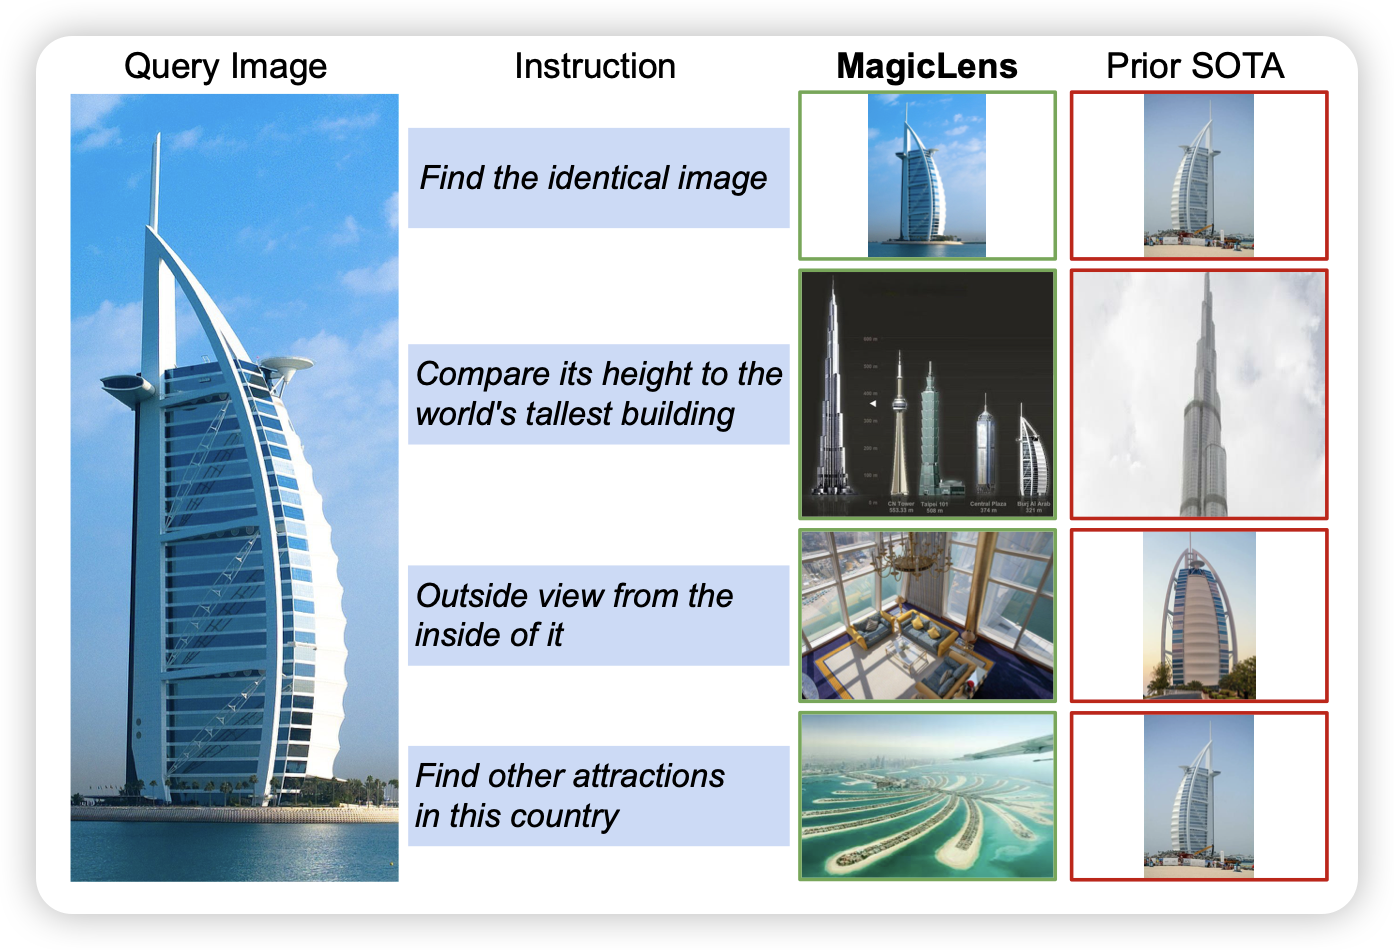 Query Image
Instruction
MagicLens
Prior SOTA
Find the identical image
Compare its height to the
world's tallest building
CN Tower
553.33 m
Taipei 101
508 m
Central Plaza
374 m
Burj Al Arab
321 m
Outside view from the
inside of it
Find other attractions
in this country